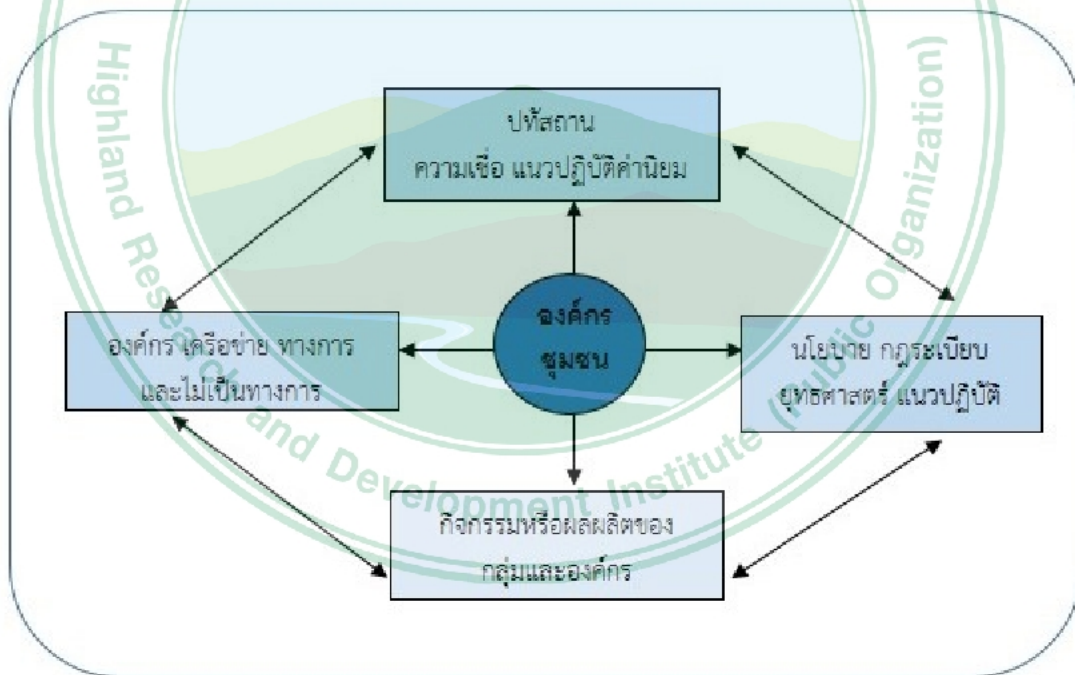 ปทัสถาน
ความเชื่อ แนวปฏิบัติค่านิยม
องค์กร
ชุมชน
องค์กร เครือข่าย ทางการ
และไม่เป็นทางการ
นโยบาย กฎระเบียบ
ยุทธศาสตร์ แนวปฏิบัติ
กิจกรรมหรือผลผลิตของ
กลุ่มและองค์กร
Highland Research and Development Institute (Public Organization)